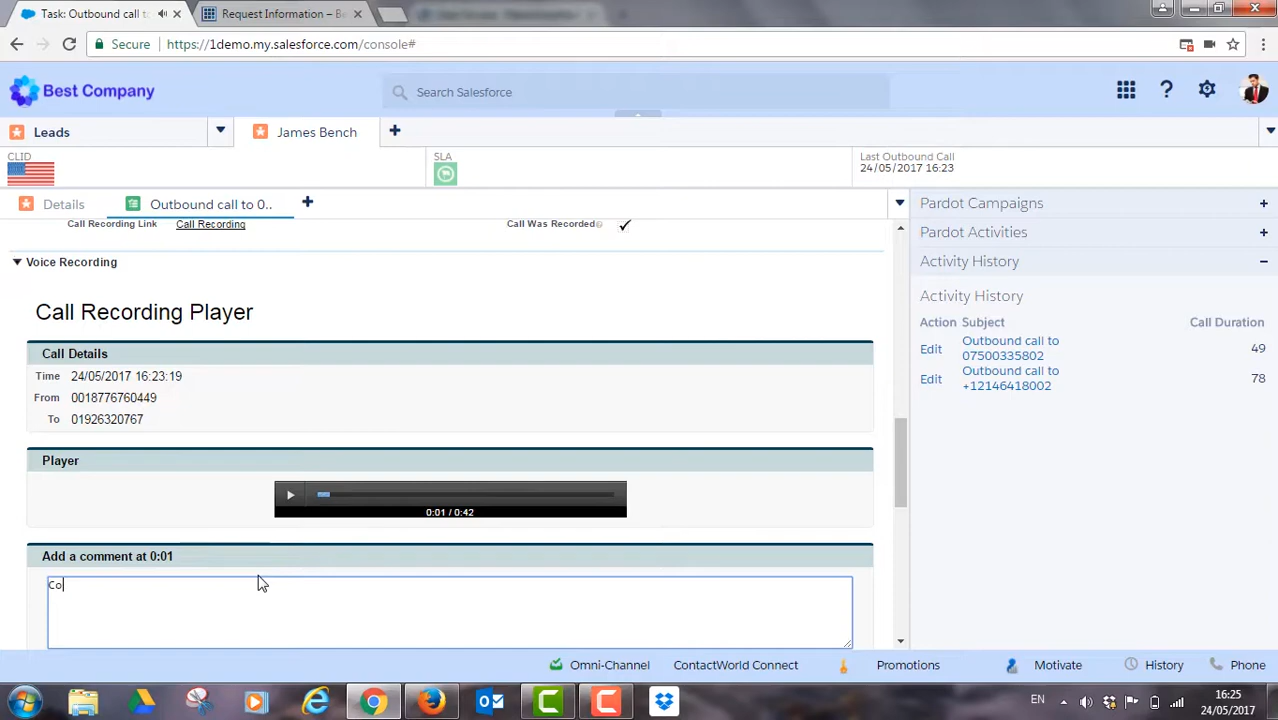 Task: Outbound call t
Request Information – Be
Secure https://1demo.my.salesforce.com/console#
Best Company
Search Salesforce
Leads
James Bench
CLID
SLA
Last Outbound Call
24/05/2017 16:23
Details
Outbound call to 0..
Call Recording Link
Call Recording
Call Was Recorded
Voice Recording
Call Recording Player
Call Details
Time 24/05/2017 16:23:19
From 0018776760449
To 01926320767
Player
0:01 / 0:42
Add a comment at 0:01
Co
Pardot Campaigns
Pardot Activities
Activity History
Activity History
Action Subject Call Duration
Edit Outbound call to 07500335802 49
Edit Outbound call to +12146418002 78
Omni-Channel
ContactWorld Connect
Promotions
Motivate
History
Phone
EN
16:25
24/05/2017